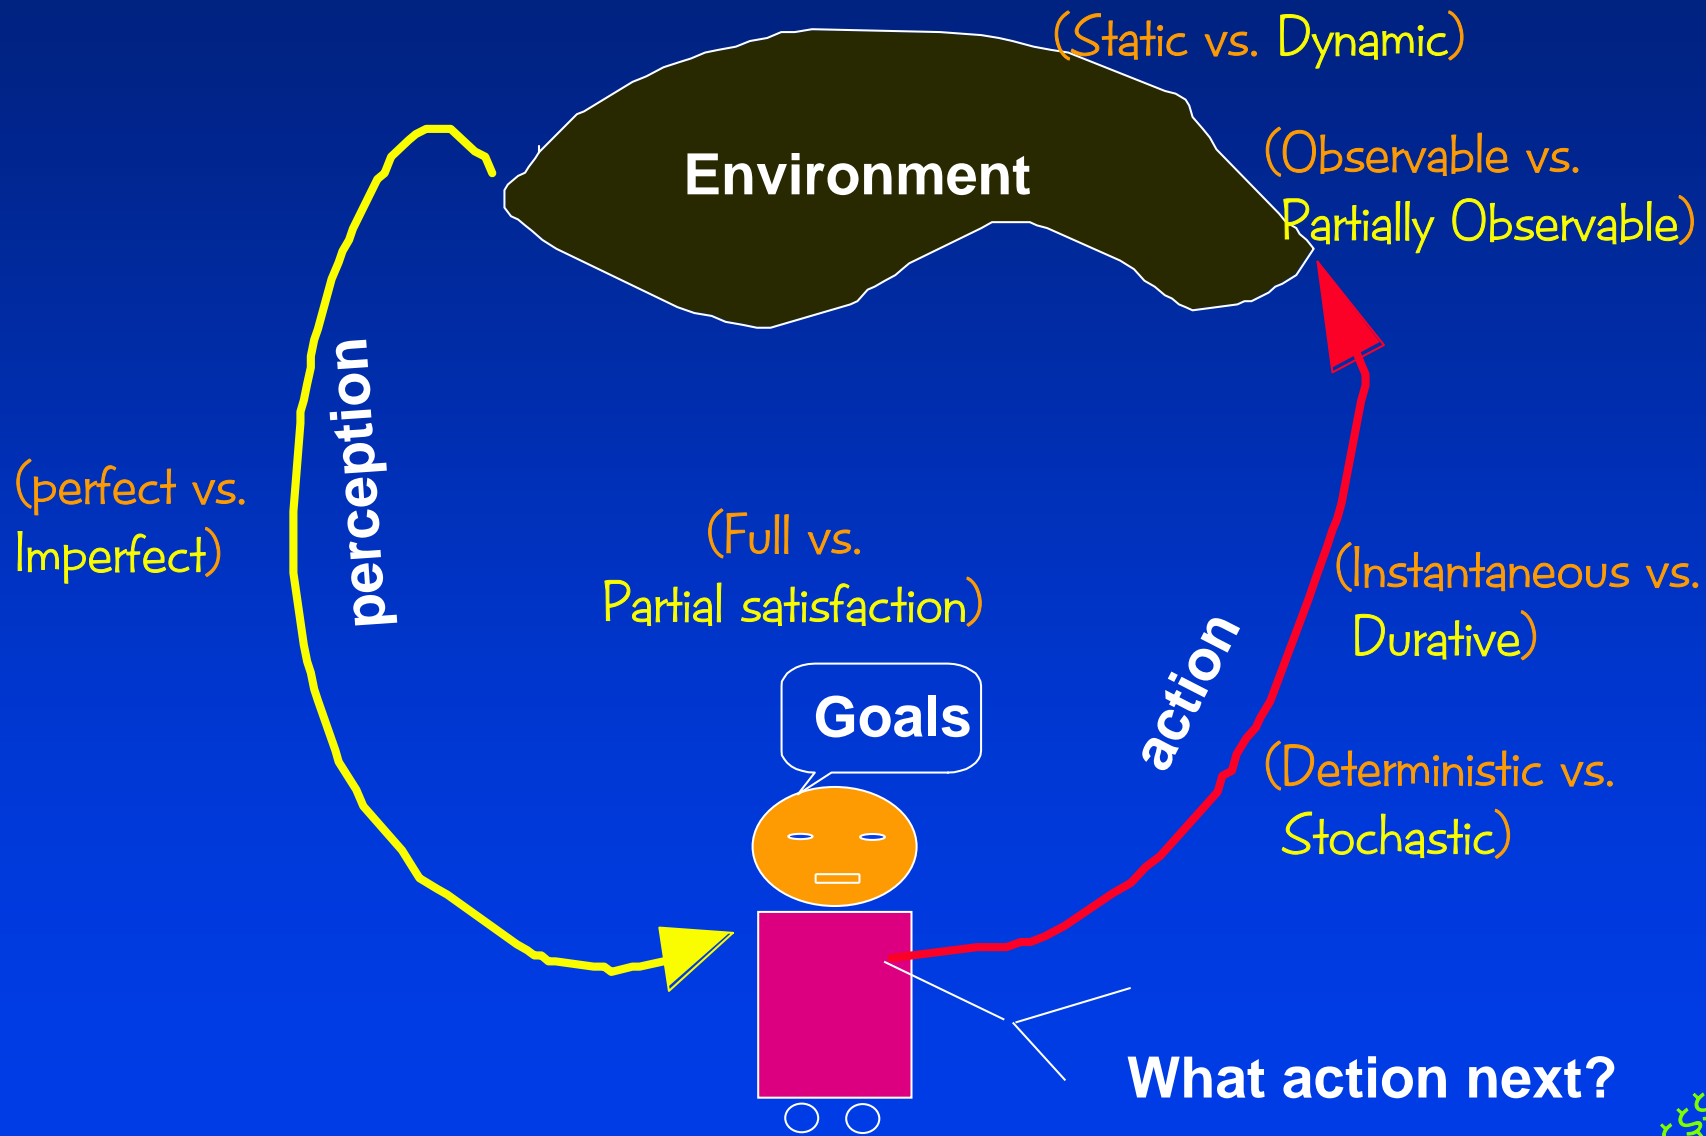 (Static vs. Dynamic)
Environment
(Observable vs.
Partially Observable)
perception
(perfect vs.
Imperfect)
(Full vs.
Partial satisfaction)
(Instantaneous vs.
Durative)
action
Goals
(Deterministic vs.
Stochastic)
What action next?